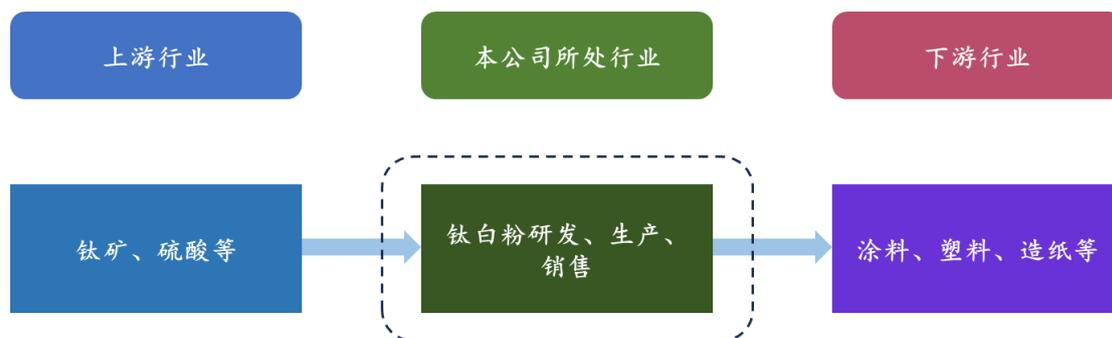 上游行业
本公司所处行业
下游行业
钛矿、硫酸等
钛白粉研发、生产、
销售
涂料、塑料、造纸等